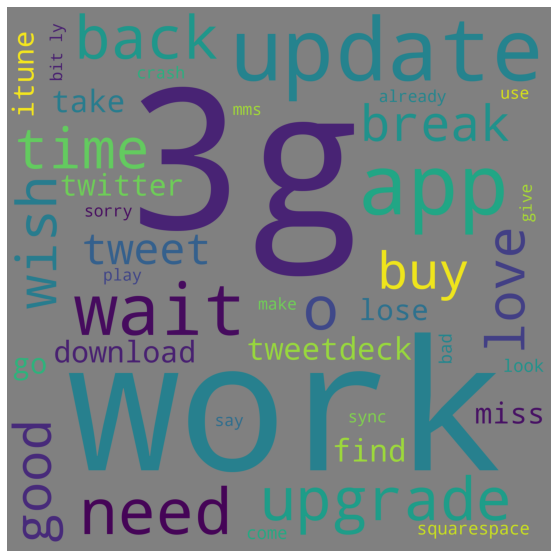 back
update
itune
bit ly
crash
3g
mms
already
use
take
break
time
twitter
app
wish
sorry
give
tweet
love
buy
play
wait
make
o
lose
download
tweetdeck
bad
go
look
work
say
sync
miss
good
find
need
upgrade
come
squarespace